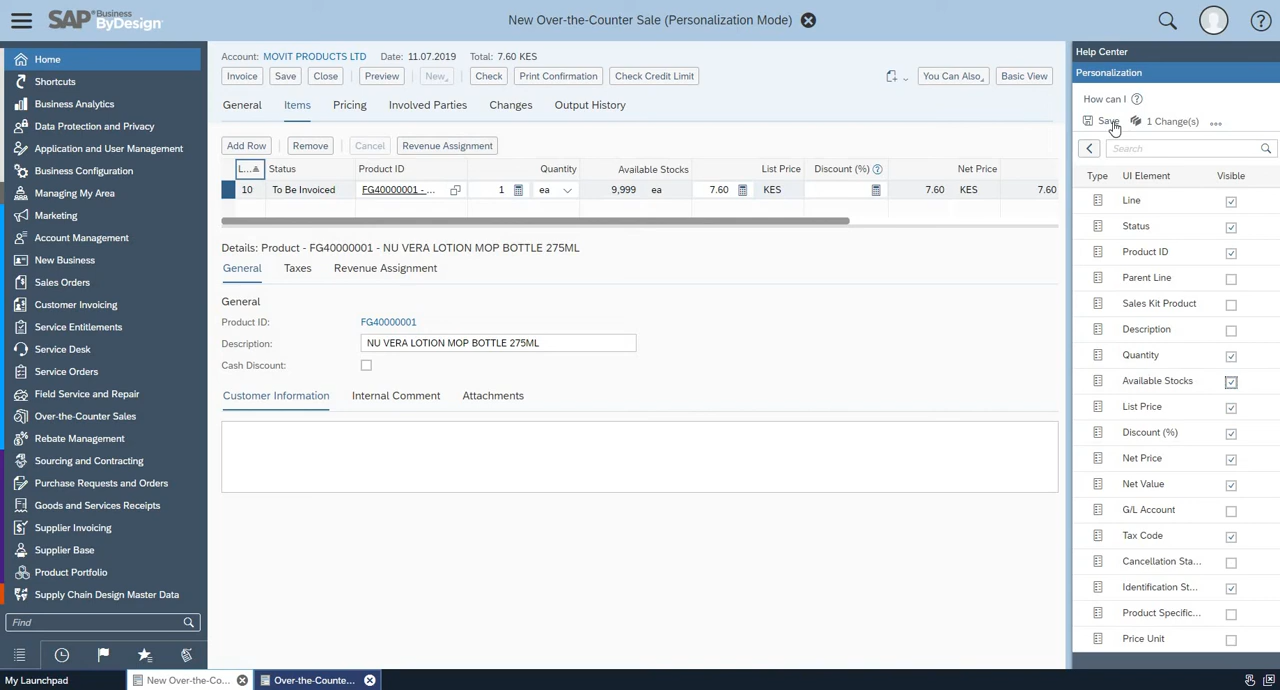 SAP Business ByDesign
New Over-the-Counter Sale (Personalization Mode)
Home
Shortcuts
Business Analytics
Data Protection and Privacy
Application and User Management
Business Configuration
Managing My Area
Marketing
Account Management
New Business
Sales Orders
Customer Invoicing
Service Entitlements
Service Desk
Service Orders
Field Service and Repair
Over-the-Counter Sales
Rebate Management
Sourcing and Contracting
Purchase Requests and Orders
Goods and Services Receipts
Supplier Invoicing
Supplier Base
Product Portfolio
Supply Chain Design Master Data
Find
Account: MOVIT PRODUCTS LTD Date: 11.07.2019 Total: 7.60 KES
Invoice Save Close Preview New Check Print Confirmation Check Credit Limit You Can Also Basic View
General Items Pricing Involved Parties Changes Output History
Add Row Remove Cancel Revenue Assignment
L... Status Product ID Quantity Available Stocks List Price Discount (%) Net Price
10 To Be Invoiced FG40000001 - ... 1 ea 9,999 ea 7.60 KES 7.60 KES 7.60
Details: Product - FG40000001 - NU VERA LOTION MOP BOTTLE 275ML
General Taxes Revenue Assignment
General
Product ID: FG40000001
Description: NU VERA LOTION MOP BOTTLE 275ML
Cash Discount:
Customer Information Internal Comment Attachments
Help Center
Personalization
How can I
Save 1 Change(s) ...
Search
Type UI Element Visible
Line
Status
Product ID
Parent Line
Sales Kit Product
Description
Quantity
Available Stocks
List Price
Discount (%)
Net Price
Net Value
G/L Account
Tax Code
Cancellation Sta...
Identification St...
Product Specific...
Price Unit
My Launchpad New Over-the-Co... Over-the-Counte...